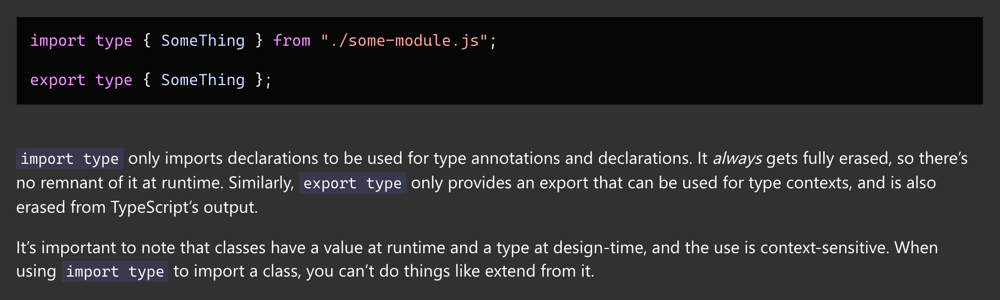 import type { SomeThing } from "./some-module.js";
export type { SomeThing };
import type only imports declarations to be used for type annotations and declarations. It always gets fully erased, so there’s
no remnant of it at runtime. Similarly, export type only provides an export that can be used for type contexts, and is also
erased from TypeScript’s output.
It’s important to note that classes have a value at runtime and a type at design-time, and the use is context-sensitive. When
using import type to import a class, you can’t do things like extend from it.